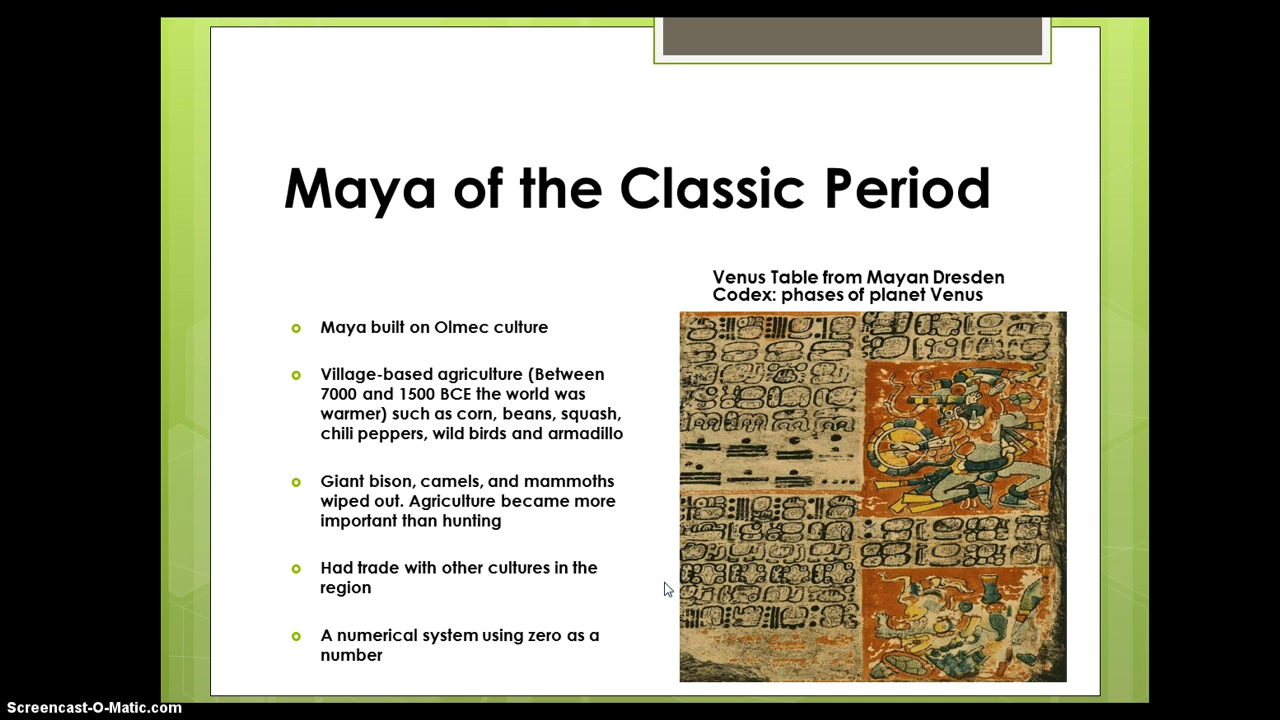 Maya of the Classic Period
Venus Table from Mayan Dresden
Codex: phases of planet Venus
Maya built on Olmec culture
Village-based agriculture (Between
7000 and 1500 BCE the world was
warmer) such as corn, beans, squash,
chili peppers, wild birds and armadillo
Giant bison, camels, and mammoths
wiped out. Agriculture became more
important than hunting
Had trade with other cultures in the
region
A numerical system using zero as a
number
Screencast-O-Matic.com